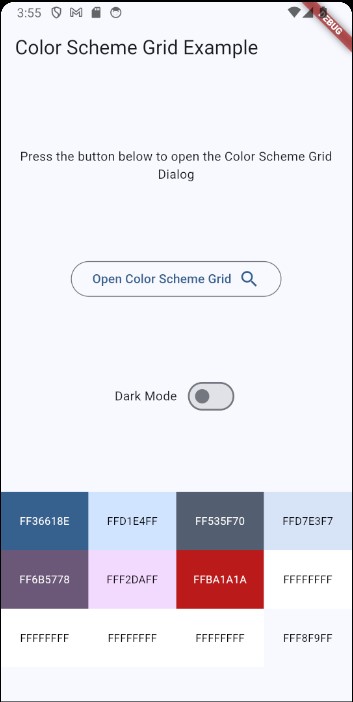 3:55
DEBUG
Color Scheme Grid Example
Press the button below to open the Color Scheme Grid
Dialog
Open Color Scheme Grid
Dark Mode
FF36618E FFD1E4FF FF535F70 FFD7E3F7
FF6B5778 FFF2DAFF FFBA1A1A FFFFFFFF
FFFFFFFF FFFFFFFF FFFFFFFF FFF8F9FF